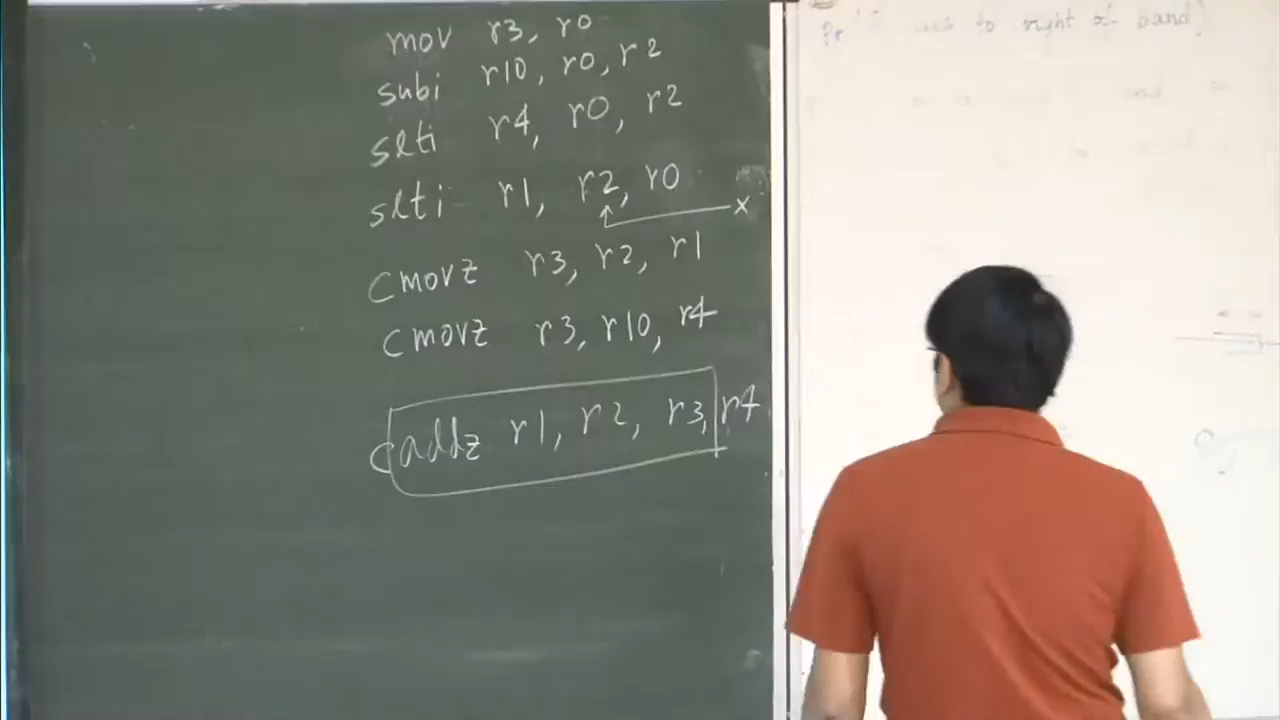 mov r3, r0
subi r10, r0, r2
slti r4, r0, r2
slti r1, r2, r0
x
cmovz r3, r2, r1
cmovz r3, r10, r4
caddz r1, r2, r3, r4
to right of band)